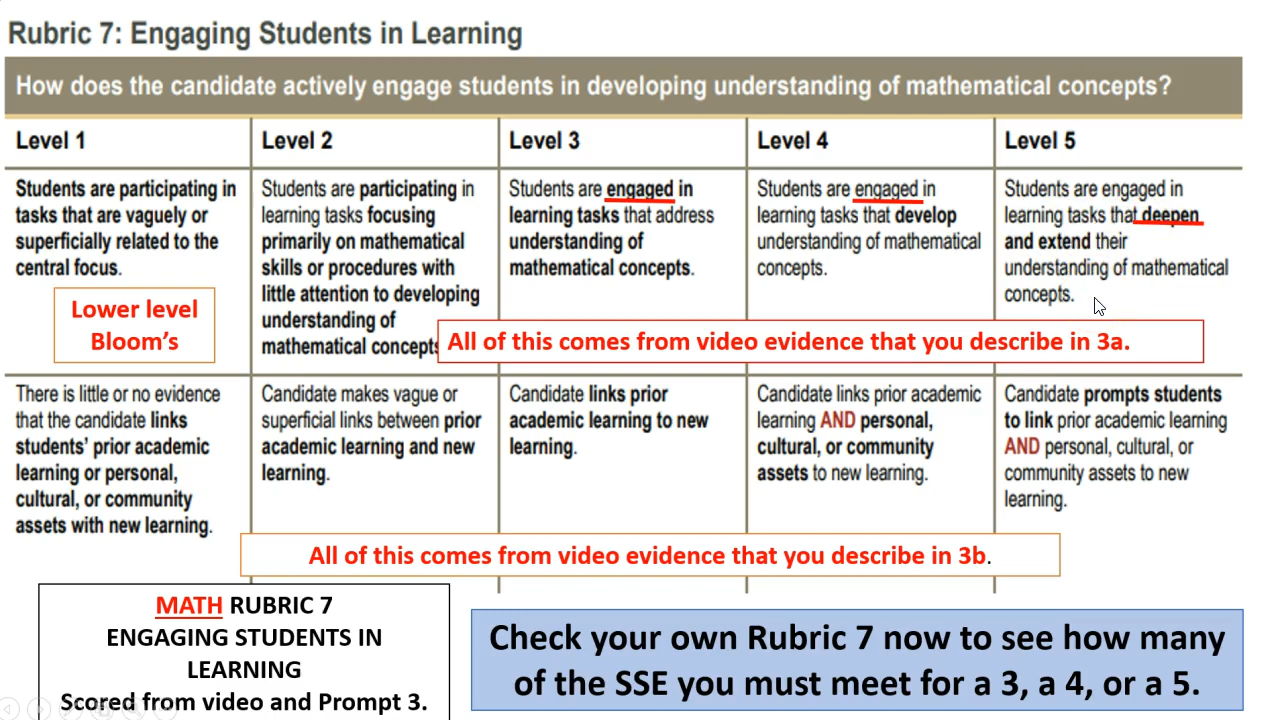 Rubric 7: Engaging Students in Learning
How does the candidate actively engage students in developing understanding of mathematical concepts?
Level 1
Level 2
Level 3
Level 4
Level 5
Students are participating in
tasks that are vaguely or
superficially related to the
central focus.
Students are participating in
learning tasks focusing
primarily on mathematical
skills or procedures with
little attention to developing
understanding of
mathematical concepts
Students are engaged in
learning tasks that address
understanding of
mathematical concepts.
Students are engaged in
learning tasks that develop
understanding of mathematical
concepts.
Students are engaged in
learning tasks that deepen
and extend their
understanding of mathematical
concepts.
Lower level
Bloom's
All of this comes from video evidence that you describe in 3a.
There is little or no evidence
that the candidate links
students' prior academic
learning or personal,
cultural, or community
assets with new learning.
Candidate makes vague or
superficial links between prior
academic learning and new
learning.
Candidate links prior
academic learning to new
learning.
Candidate links prior academic
learning AND personal,
cultural, or community
assets to new learning.
Candidate prompts students
to link prior academic learning
AND personal, cultural, or
community assets to new
learning.
All of this comes from video evidence that you describe in 3b.
MATH RUBRIC 7
ENGAGING STUDENTS IN
LEARNING
Scored from video and Prompt 3.
Check your own Rubric 7 now to see how many
of the SSE you must meet for a 3, a 4, or a 5.